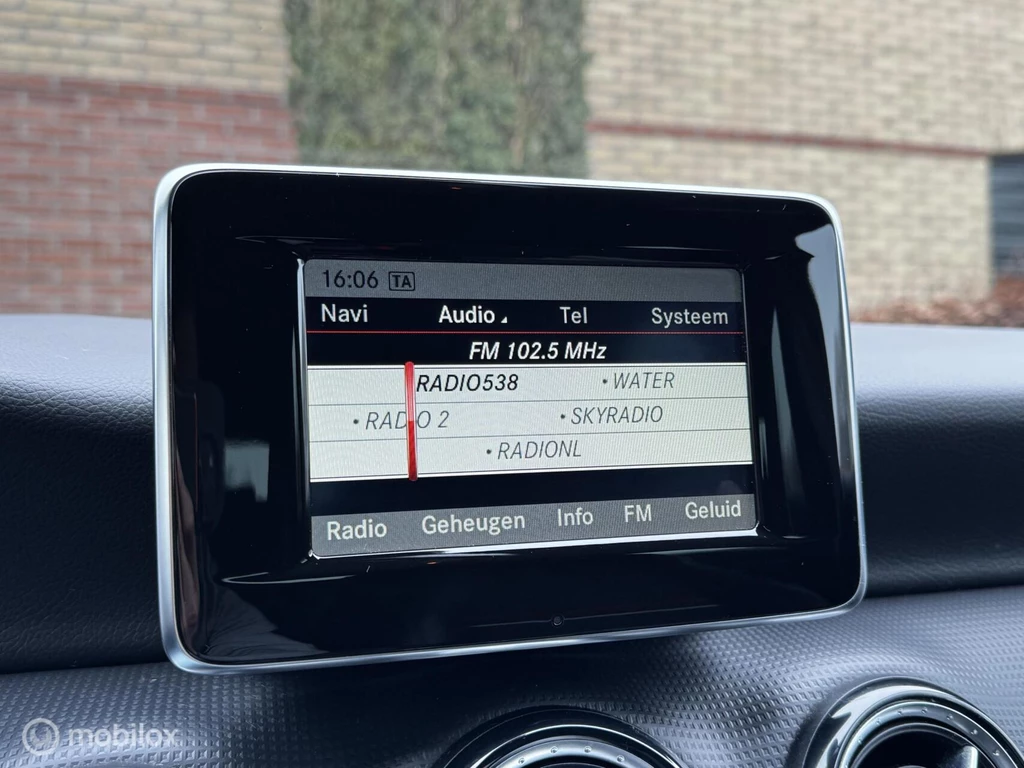 16:06 TA
Navi Audio Tel Systeem
FM 102.5 MHz
RADIO538 • WATER
• RADIO 2 • SKYRADIO
• RADIONL
Radio Geheugen Info FM Geluid
mobilox